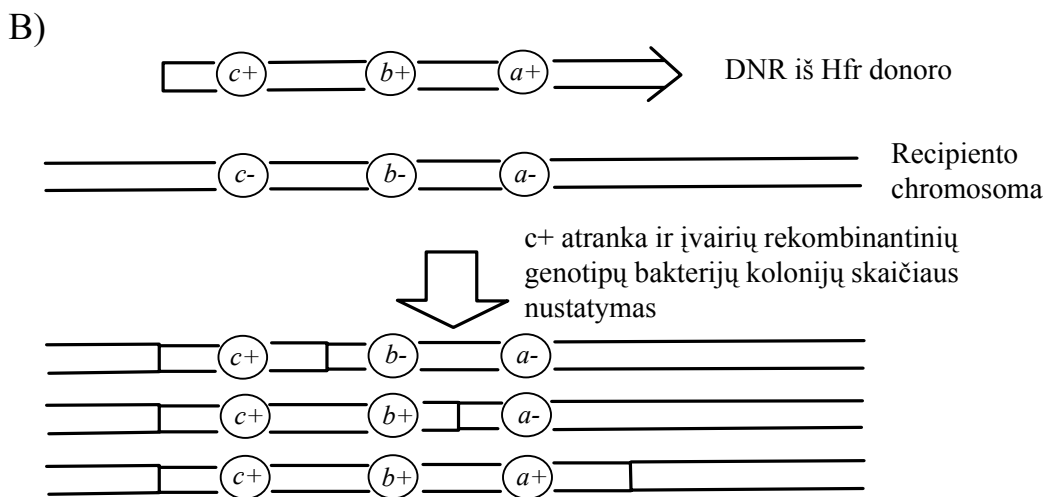 B)
c+ b+ a+ DNR iš Hfr donoro
c- b- a- Recipiento
chromosoma
c+ atranka ir įvairių rekombinantinių
genotipų bakterijų kolonijų skaičiaus
nustatymas
c+ b- a-
c+ b+ a-
c+ b+ a+